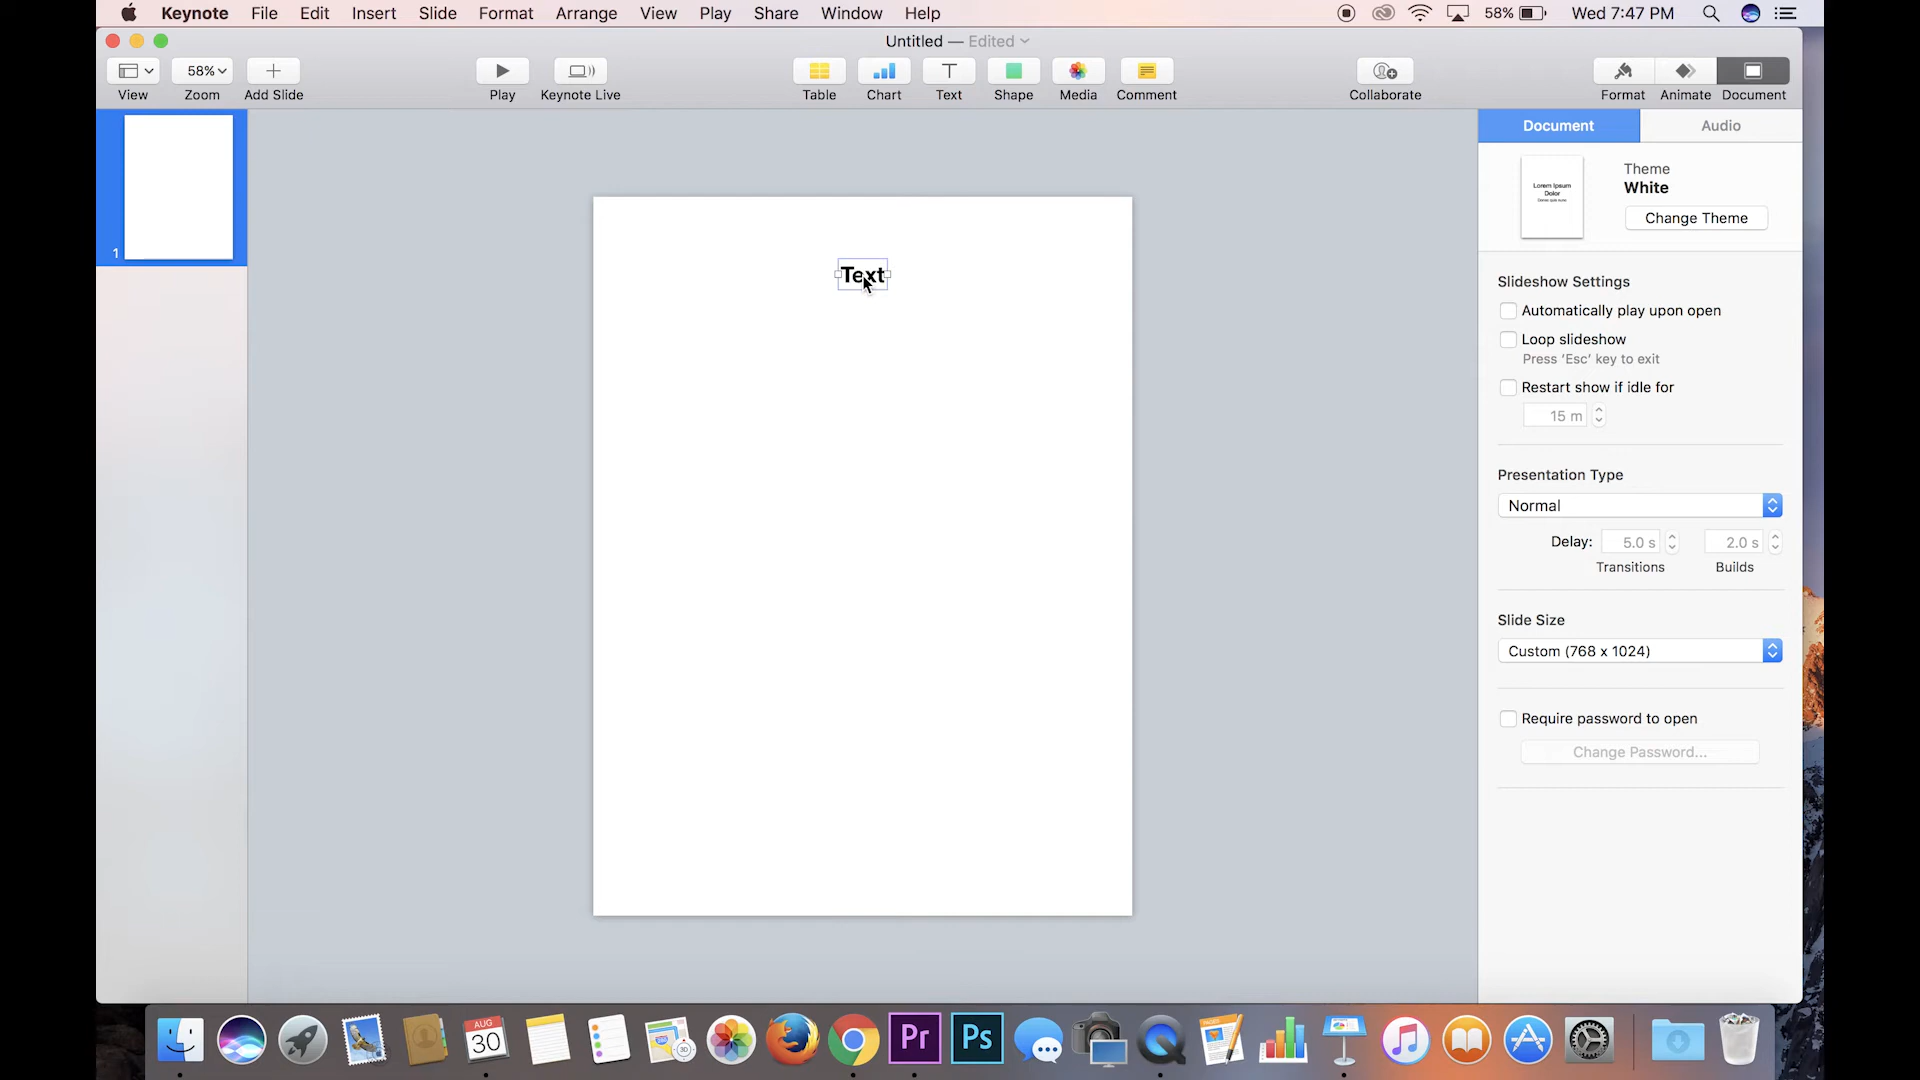 Keynote File Edit Insert Slide Format Arrange View Play Share Window Help 58% Wed 7:47 PM
Untitled — Edited
58%
View Zoom Add Slide Play Keynote Live Table Chart Text Shape Media Comment Collaborate Format Animate Document
Document Audio
1
Lorem Ipsum
Dolor
Theme
White
Change Theme
Text
Slideshow Settings
Automatically play upon open
Loop slideshow
Press ‘Esc’ key to exit
Restart show if idle for
15 m
Presentation Type
Normal
Delay: 5.0 s 2.0 s
Transitions Builds
Slide Size
Custom (768 x 1024)
Require password to open
Change Password...
AUG
30
Pr Ps